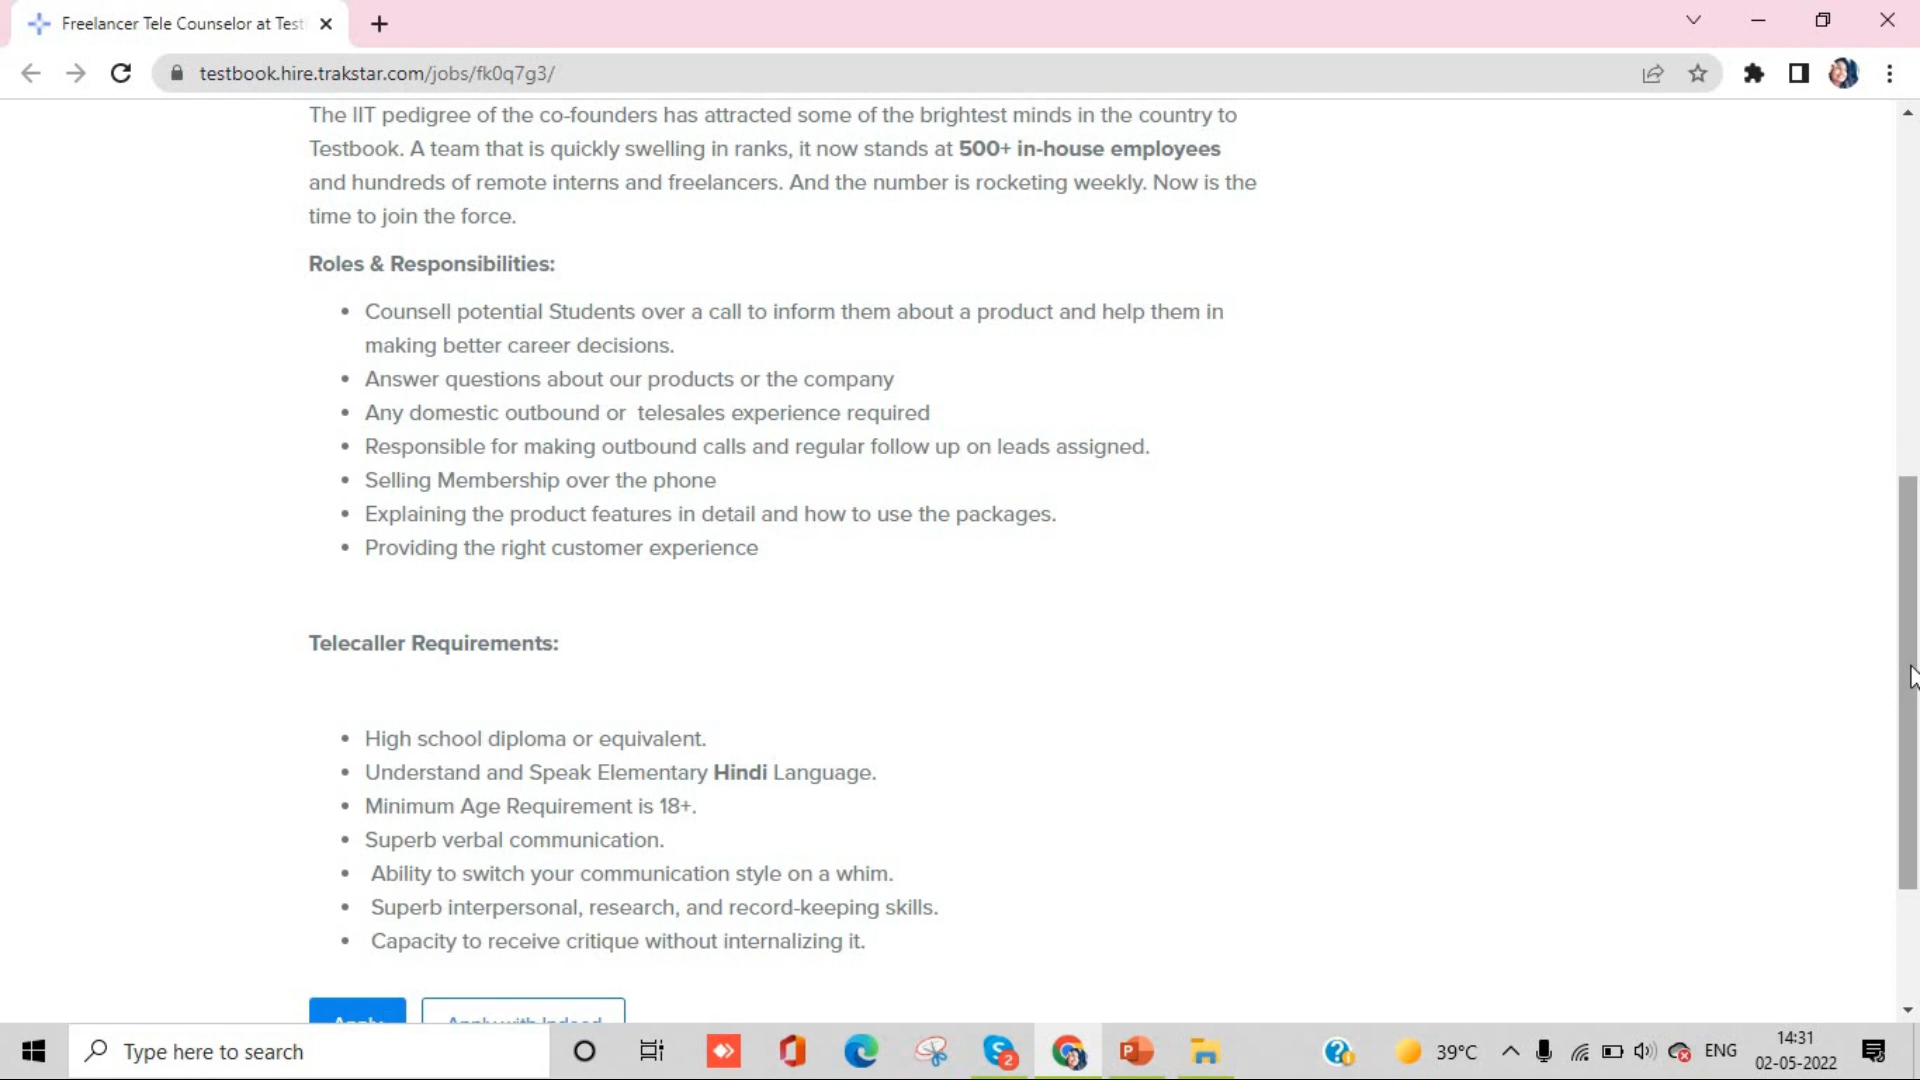 Freelancer Tele Counselor at Test
testbook.hire.trakstar.com/jobs/fk0q7g3/
The IIT pedigree of the co-founders has attracted some of the brightest minds in the country to
Testbook. A team that is quickly swelling in ranks, it now stands at 500+ in-house employees
and hundreds of remote interns and freelancers. And the number is rocketing weekly. Now is the
time to join the force.
Roles & Responsibilities:
• Counsell potential Students over a call to inform them about a product and help them in
making better career decisions.
• Answer questions about our products or the company
• Any domestic outbound or telesales experience required
• Responsible for making outbound calls and regular follow up on leads assigned.
• Selling Membership over the phone
• Explaining the product features in detail and how to use the packages.
• Providing the right customer experience
Telecaller Requirements:
• High school diploma or equivalent.
• Understand and Speak Elementary Hindi Language.
• Minimum Age Requirement is 18+.
• Superb verbal communication.
• Ability to switch your communication style on a whim.
• Superb interpersonal, research, and record-keeping skills.
• Capacity to receive critique without internalizing it.
Apply Apply with Indeed
Type here to search 2 P 39°C ENG 14:31
02-05-2022